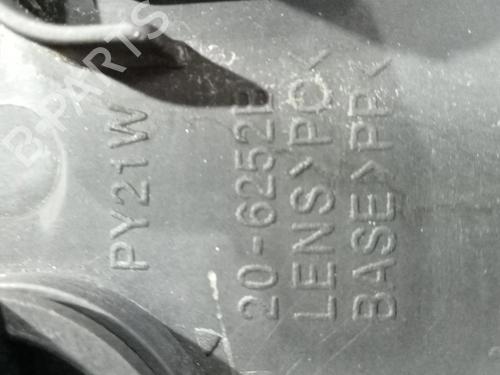 B-PARTS
PY21W
20-6252B
LENS>PC<
BASE>PP<